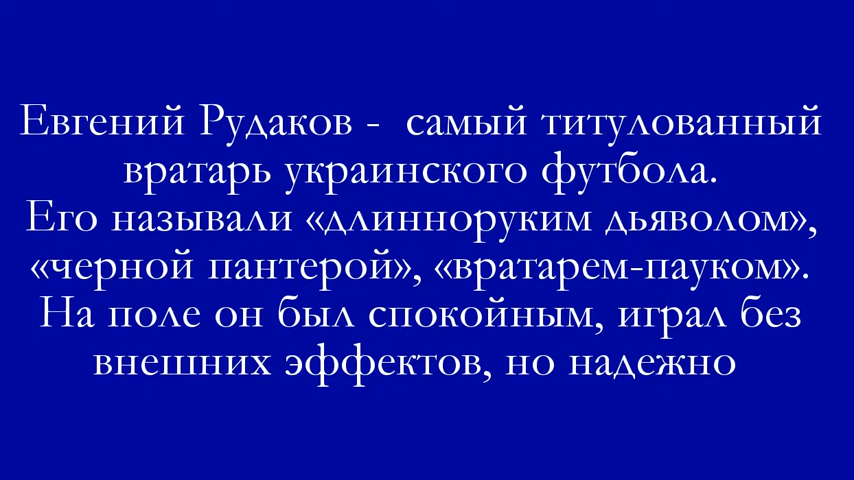 Евгений Рудаков - самый титулованный
вратарь украинского футбола.
Его называли «длинноруким дьяволом»,
«черной пантерой», «вратарем-пауком».
На поле он был спокойным, играл без
внешних эффектов, но надежно